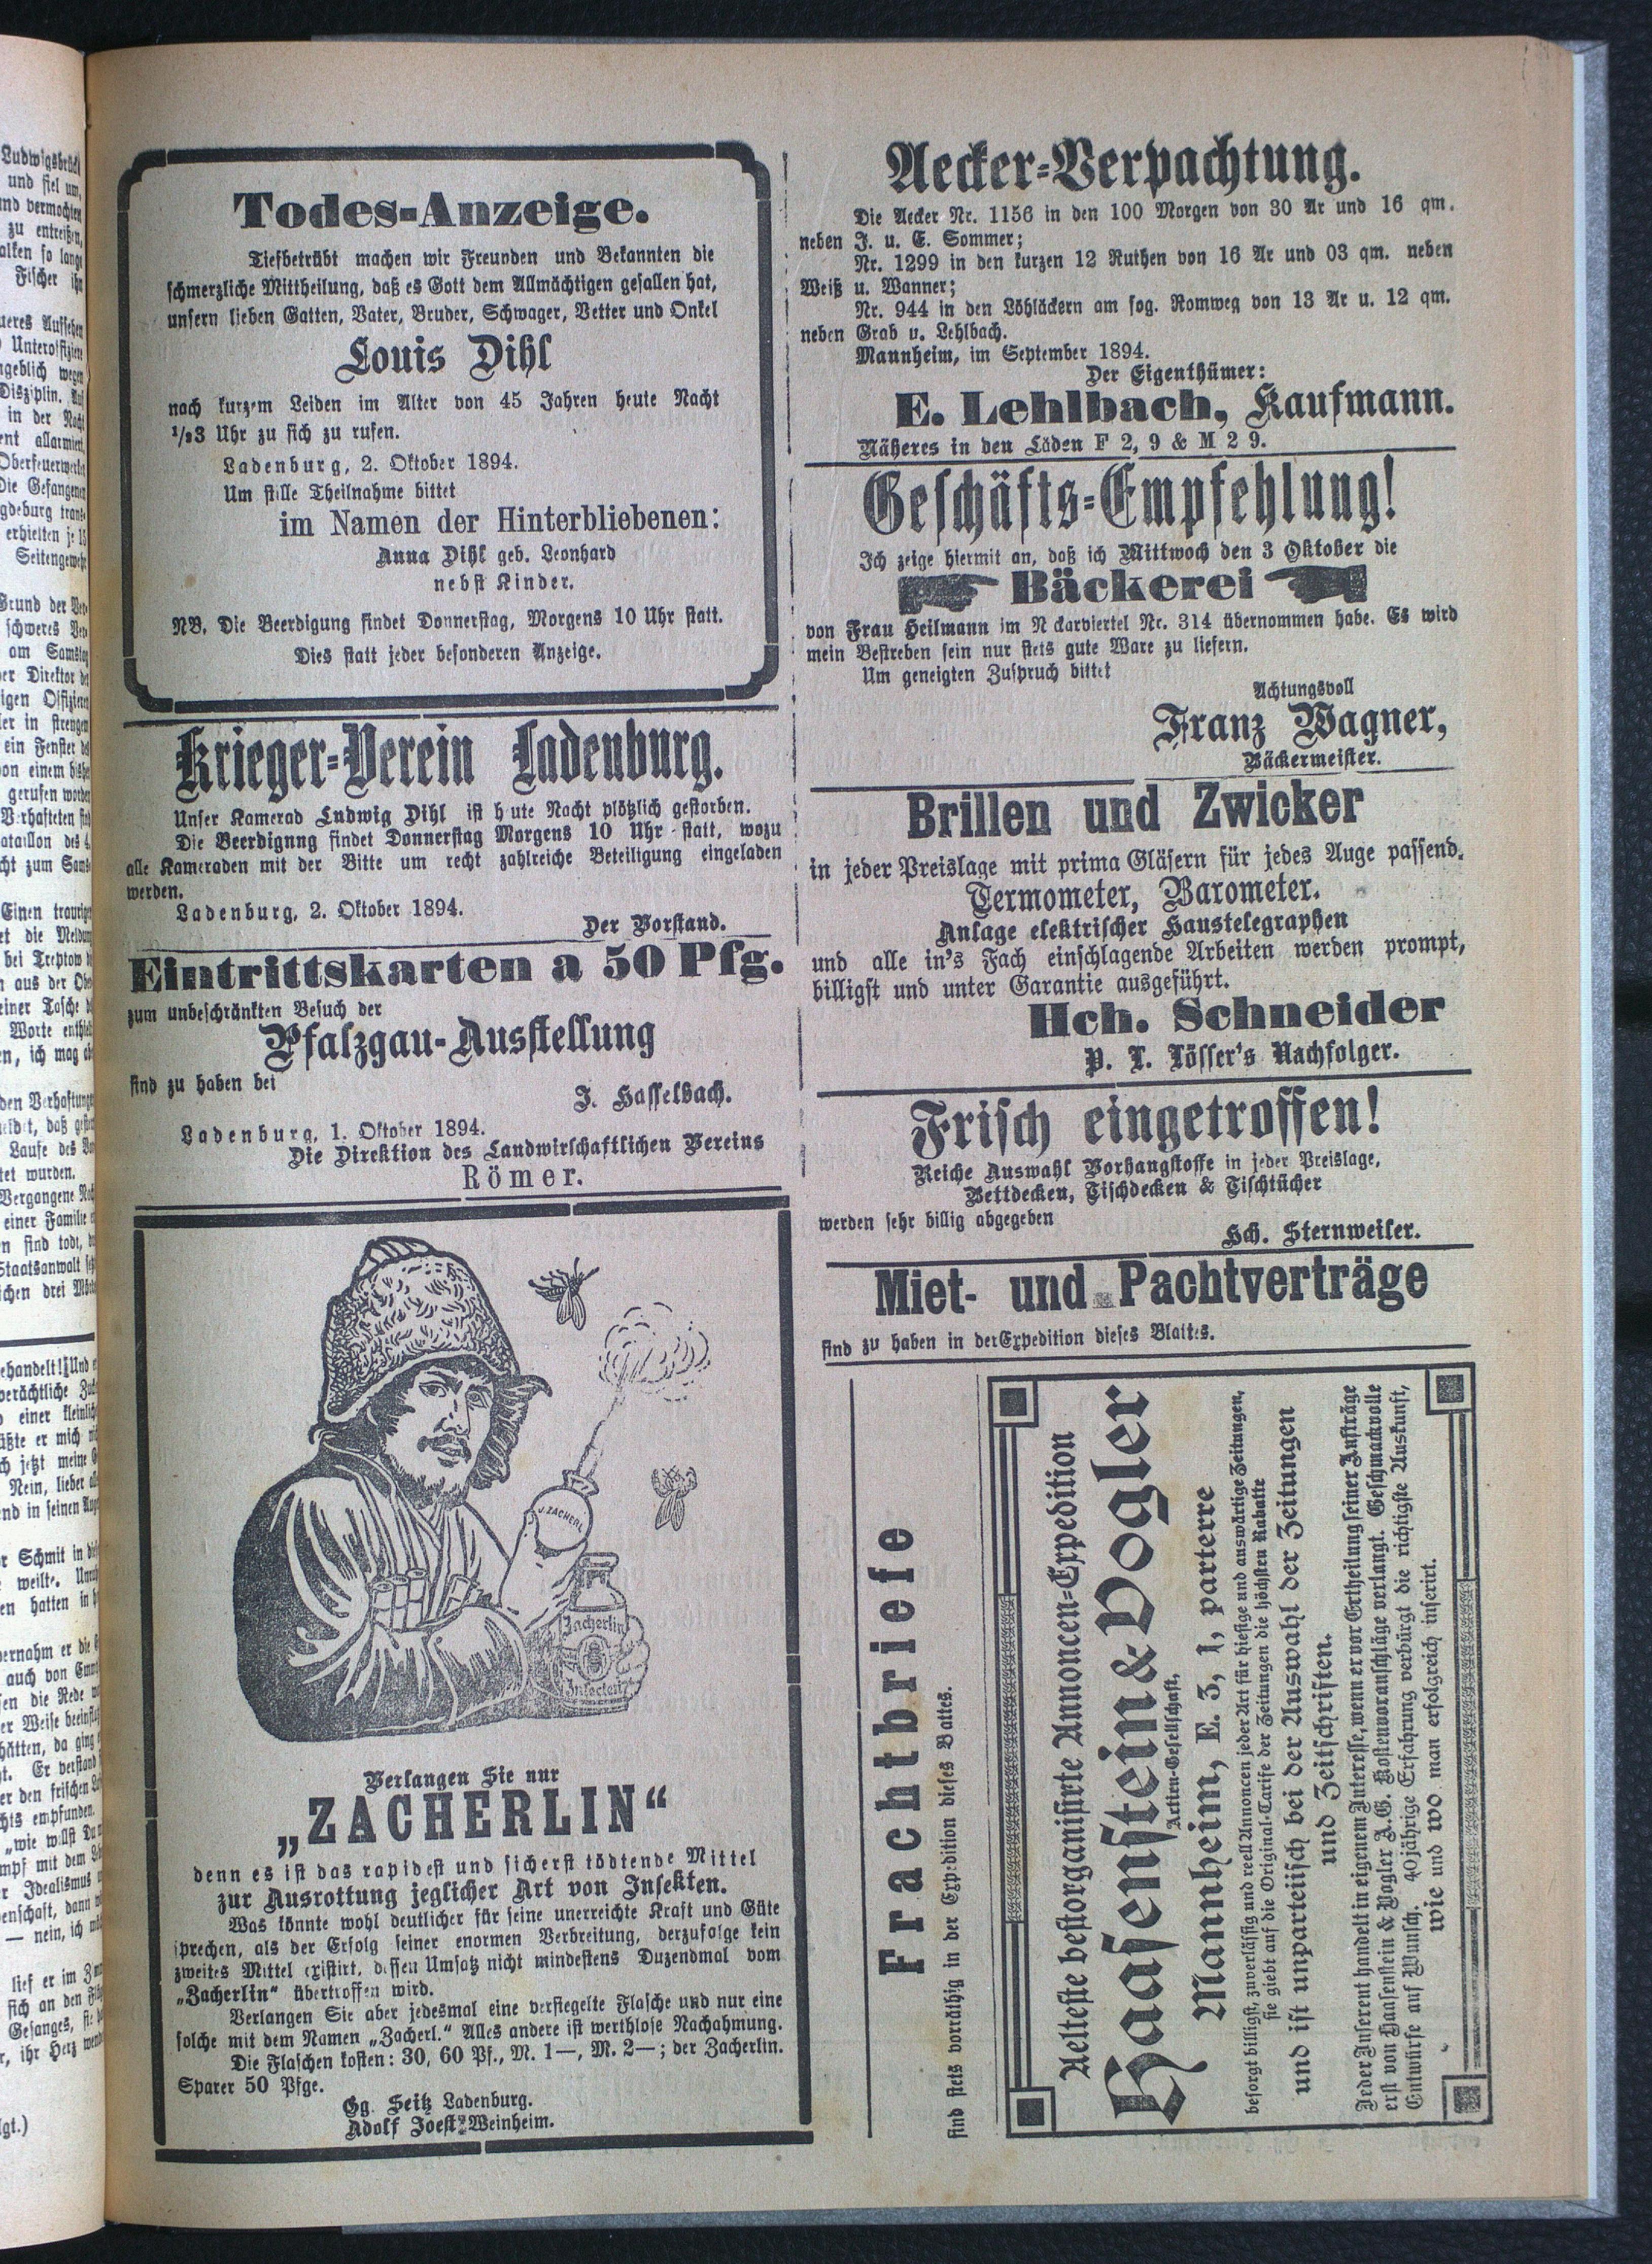 Todes-Anzeige.
Tiefbetrübt machen wir Freunden und Bekannten die
schmerzliche Mittheilung, daß es Gott dem Allmächtigen gefallen hat,
unsern lieben Gatten, Vater, Bruder, Schwager, Vetter und Onkel
Louis Dihl
nach kurzem Leiden im Alter von 45 Jahren heute Nacht
1/23 Uhr zu sich zu rufen.
Ladenburg, 2. Oktober 1894.
Um stille Theilnahme bittet
im Namen der Hinterbliebenen:
Anna Dihl geb. Leonhard
nebst Kinder.
NB. Die Beerdigung findet Donnerstag, Morgens 10 Uhr statt.
Dies statt jeder besonderen Anzeige.
Krieger-Verein Ladenburg.
Unser Kamerad Ludwig Dihl ist h ute Nacht plötzlich gestorben.
Die Beerdignng findet Donnerstag Morgens 10 Uhr statt, wozu
alle Kameraden mit der Bitte um recht zahlreiche Beteiligung eingeladen
werden.
Ladenburg, 2. Oktober 1894.
Der Vorstand.
Eintrittskarten a 50 Pfg.
zum unbeschränkten Besuch der
Pfalzgau-Ausstellung
sind zu haben bei
J. Hasselbach.
Ladenburg, 1. Oktober 1894.
Die Direktion des Landwirschaftlichen Vereins
Römer.
J. ZACHERL
Zacherlin
Insecten
Verlangen Sie nur
„ZACHERLIN“
denn es ist das rapidest und sicherst tödtende Mittel
zur Ausrottung jeglicher Art von Insekten.
Was könnte wohl deutlicher für seine unerreichte Kraft und Güte
sprechen, als der Erfolg seiner enormen Verbreitung, derzufolge kein
zweites Mittel existirt, dessen Umsatz nicht mindestens Duzendmal vom
„Zacherlin“ übertroffen wird.
Verlangen Sie aber jedesmal eine versiegelte Flasche und nur eine
solche mit dem Namen „Zacherl.“ Alles andere ist werthlose Nachahmung.
Die Flaschen kosten: 30, 60 Pf., M. 1—, M. 2—; der Zacherlin.
Sparer 50 Pfge.
Gg. Seitz Ladenburg.
Adolf Joest Weinheim.
Aecker-Verpachtung.
Die Aecker Nr. 1156 in den 100 Morgen von 30 Ar und 16 qm.
neben J. u. E. Sommer;
Nr. 1299 in den kurzen 12 Ruthen von 16 Ar und 03 qm. neben
Weiß u. Wanner;
Nr. 944 in den Löhläckern am sog. Romweg von 13 Ar u. 12 qm.
neben Grab u. Lehlbach.
Mannheim, im September 1894.
Der Eigenthümer:
E. Lehlbach, Kaufmann.
Näheres in den Läden F 2, 9 & M 2 9.
Geschäfts-Empfehlung!
Ich zeige hiermit an, daß ich Mittwoch den 3 Oktober die
Bäckerei
von Frau Heilmann im N ckarviertel Nr. 314 übernommen habe. Es wird
mein Bestreben sein nur stets gute Ware zu liefern.
Um geneigten Zuspruch bittet
Achtungsvoll
Franz Wagner,
Bäckermeister.
Brillen und Zwicker
in jeder Preislage mit prima Gläsern für jedes Auge passend.
Termometer, Barometer.
Anlage elektrischer Haustelegraphen
und alle in's Fach einschlagende Arbeiten werden prompt,
billigst und unter Garantie ausgeführt.
Hch. Schneider
P. T. Tösser's Nachfolger.
Frisch eingetroffen!
Reiche Auswahl Vorhangstoffe in jeder Preislage,
Bettdecken, Tischdecken & Tischtücher
werden sehr billig abgegeben
Hch. Sternweiler.
Miet- und Pachtverträge
sind zu haben in der Expedition dieses Blattes.
Frachtbriefe
sind stets vorräthig in der Expedition dieses Battes.
Aelteste bestorganisirte Annoncen-Expedition
Haasenstein & Vogler
Actien-Gesellschaft,
Mannheim, E. 3, 1, parterre
besorgt billigst, zuverlässig und reell Annoncen jeder Art für hiesige und auswärtige Zeitungen,
sie giebt auf die Original-Tarife der Zeitungen die höchsten Rabatte
und ist unparteiisch bei der Auswahl der Zeitungen
und Zeitschriften.
Jeder Inserent handelt in eigenem Interesse, wenn er vor Ertheilung seiner Aufträge
erst von Haasenstein & Vogler A.G. Kostenvoranschläge verlangt. Geschmackvolle
Entwürfe auf Wunsch. 40jährige Erfahrung verbürgt die richtigste Auskunft,
wie und wo man erfolgreich inserirt.